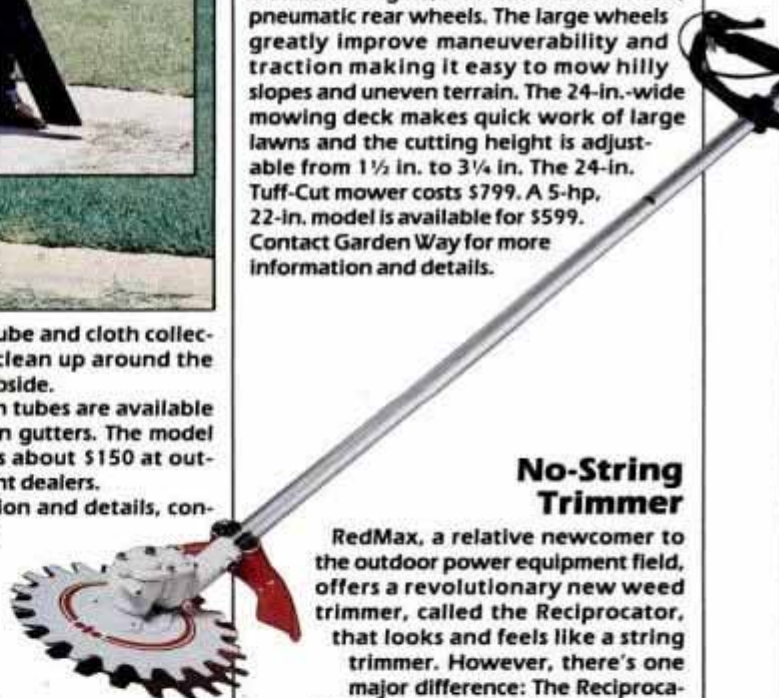 ube and cloth collec-
clean up around the
oside.
n tubes are available
n gutters. The model
s about $150 at out-
nt dealers.
ion and details, con-
pneumatic rear wheels. The large wheels
greatly improve maneuverability and
traction making it easy to mow hilly
slopes and uneven terrain. The 24-in.-wide
mowing deck makes quick work of large
lawns and the cutting height is adjust-
able from 1½ in. to 3¼ in. The 24-in.
Tuff-Cut mower costs $799. A 5-hp,
22-in. model is available for $599.
Contact Garden Way for more
information and details.
No-String
Trimmer
RedMax, a relative newcomer to
the outdoor power equipment field,
offers a revolutionary new weed
trimmer, called the Reciprocator,
that looks and feels like a string
trimmer. However, there's one
major difference: The Reciproca-